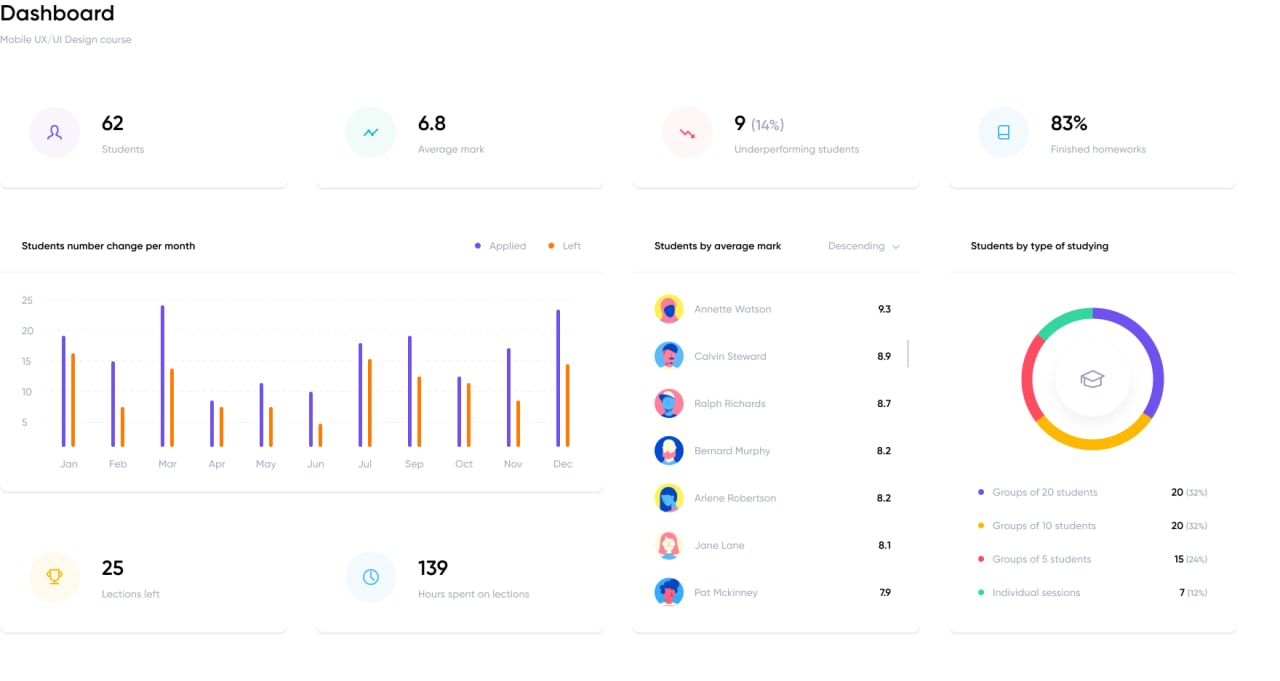 Dashboard
Mobile UX/UI Design course
62
Students
6.8
Average mark
9 (14%)
Underperforming students
83%
Finished homeworks
Students number change per month
Applied
Left
25
20
15
10
5
Jan Feb Mar Apr May Jun Jul Sep Oct Nov Dec
25
Lections left
139
Hours spent on lections
Students by average mark
Descending
Annette Watson 9.3
Calvin Steward 8.9
Ralph Richards 8.7
Bernard Murphy 8.2
Arlene Robertson 8.2
Jane Lane 8.1
Pat Mckinney 7.9
Students by type of studying
Groups of 20 students 20 (32%)
Groups of 10 students 20 (32%)
Groups of 5 students 15 (24%)
Individual sessions 7 (12%)